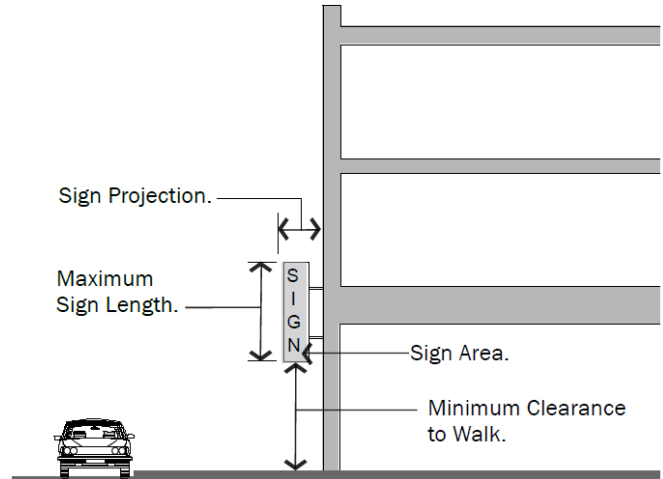 Sign Projection.
Maximum
Sign Length.
S
I
G
N
Sign Area.
Minimum Clearance
to Walk.